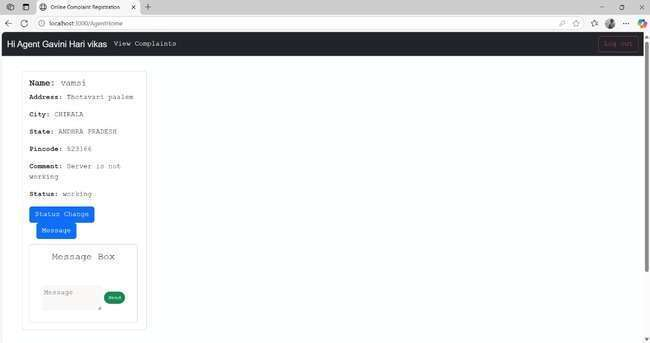 Online Complaint Registration
localhost:3000/AgentHome
Hi Agent Gavini Hari vikas View Complaints Log out
Name: vamsi
Address: Thotavari paalem
City: CHIRALA
State: ANDHRA PRADESH
Pincode: 523166
Comment: Server is not
working
Status: working
Status Change
Message
Message Box
Message
Send